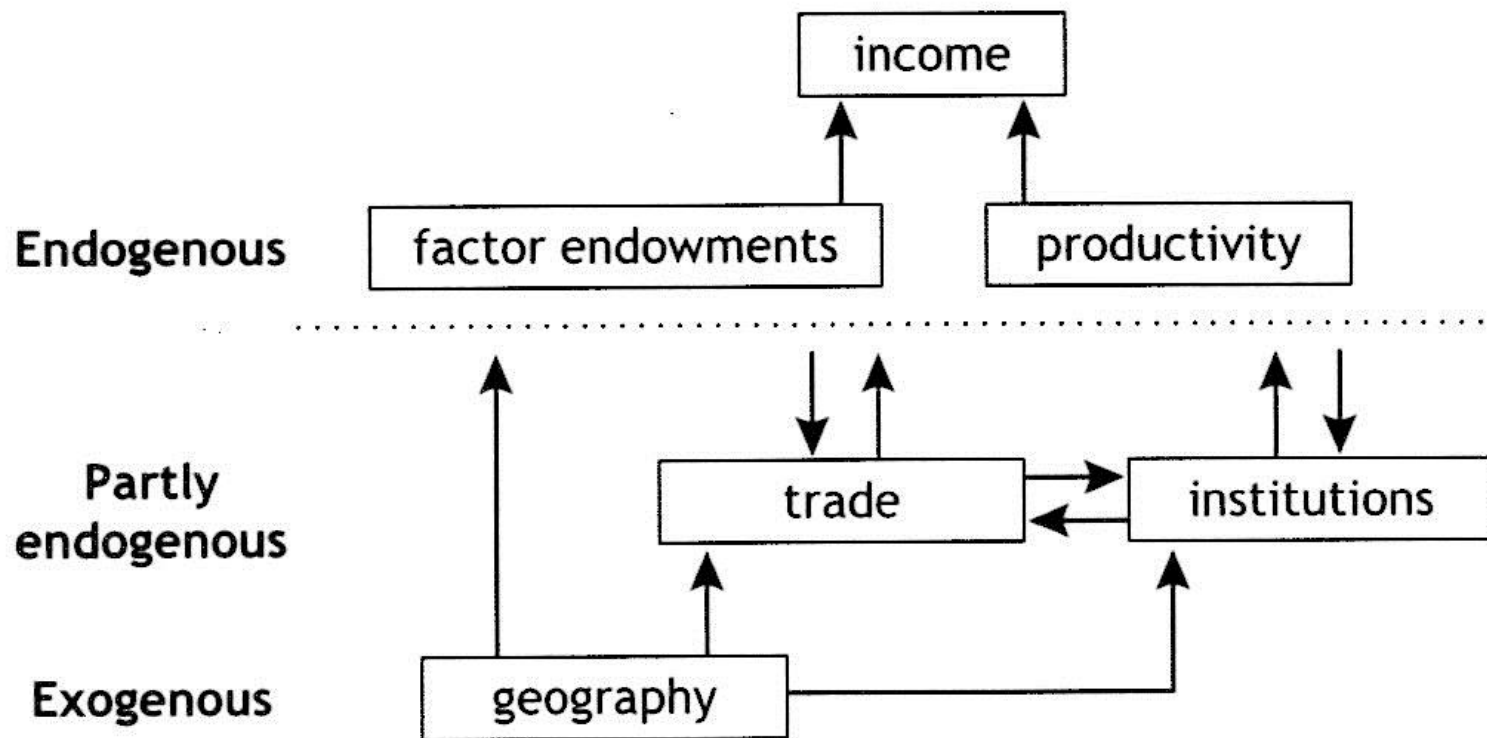 income
Endogenous
factor endowments
productivity
Partly
endogenous
trade
institutions
Exogenous
geography